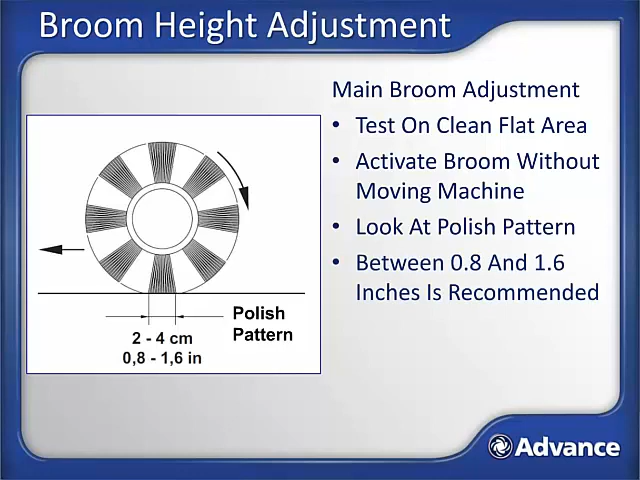 Broom Height Adjustment
Main Broom Adjustment
• Test On Clean Flat Area
• Activate Broom Without
Moving Machine
• Look At Polish Pattern
• Between 0.8 And 1.6
Inches Is Recommended
Polish
Pattern
2 - 4 cm
0,8 - 1,6 in
Advance